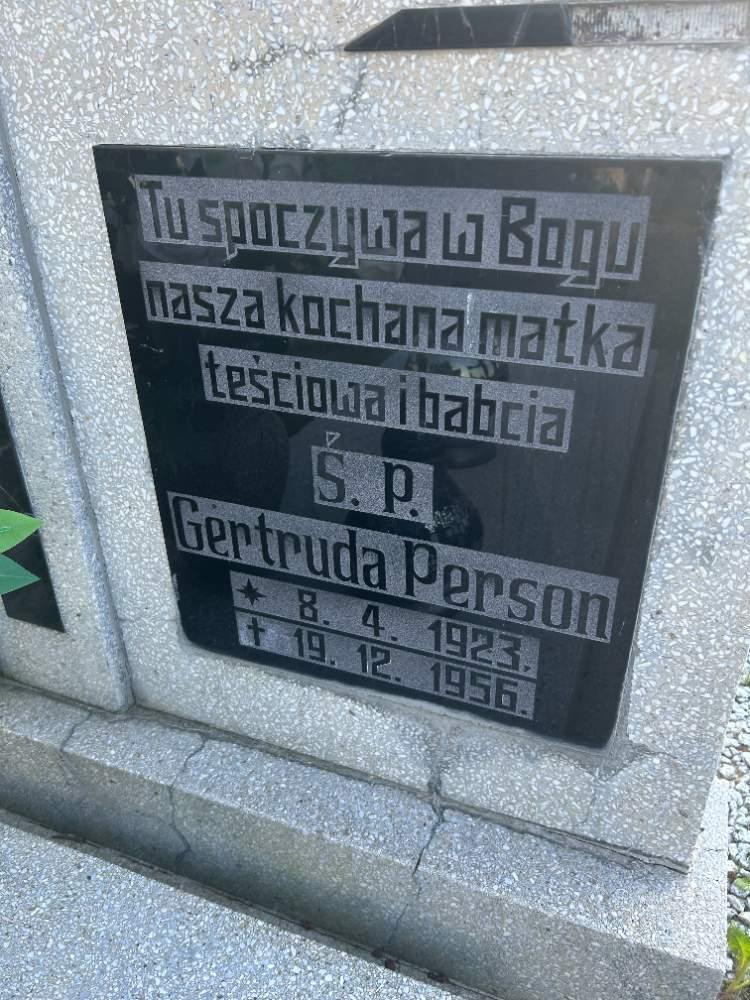 Tu spoczywa w Bogu
nasza kochana matka
teściowa i babcia
Ś. P.
Gertruda Person
* 8. 4. 1923.
† 19. 12. 1956.